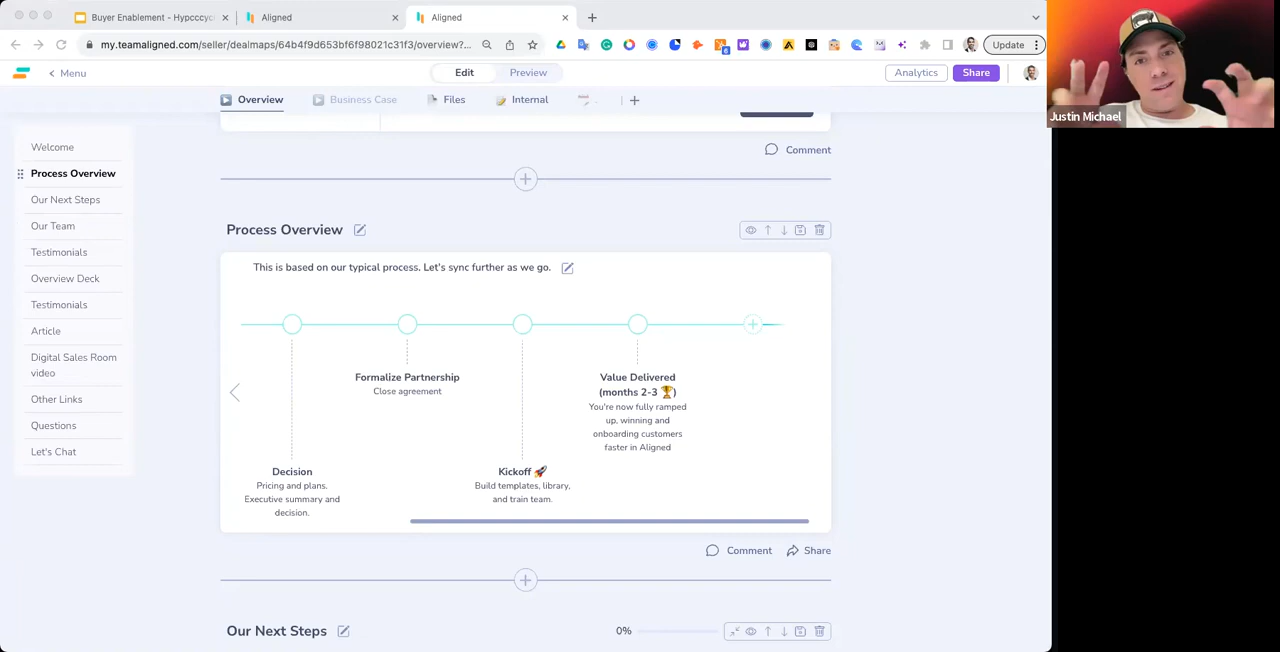 Buyer Enablement - Hypcccyc
Aligned
Aligned
my.teamaligned.com/seller/dealmaps/64b4f9d653bf6f98021c31f3/overview?...
Update
Menu
Edit
Preview
Analytics
Share
Justin Michael
Overview
Business Case
Files
Internal
Welcome
Process Overview
Our Next Steps
Our Team
Testimonials
Overview Deck
Testimonials
Article
Digital Sales Room
video
Other Links
Questions
Let's Chat
Comment
Process Overview
This is based on our typical process. Let's sync further as we go.
Formalize Partnership
Close agreement
Value Delivered
(months 2-3 🏆)
You're now fully ramped
up, winning and
onboarding customers
faster in Aligned
Decision
Pricing and plans.
Executive summary and
decision.
Kickoff 🚀
Build templates, library,
and train team.
Comment
Share
Our Next Steps
0%